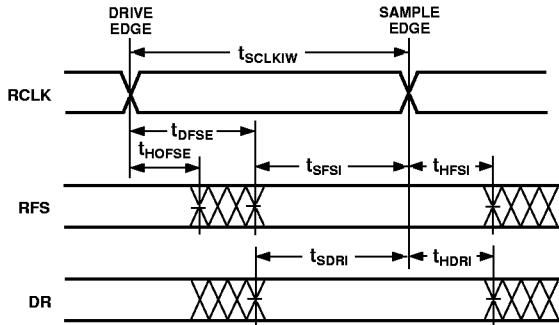 DRIVE EDGE
SAMPLE EDGE
tSCLKIW
RCLK
tDFSE
tHOFSE
tSFSI
tHFSI
RFS
tSDRI
tHDRI
DR